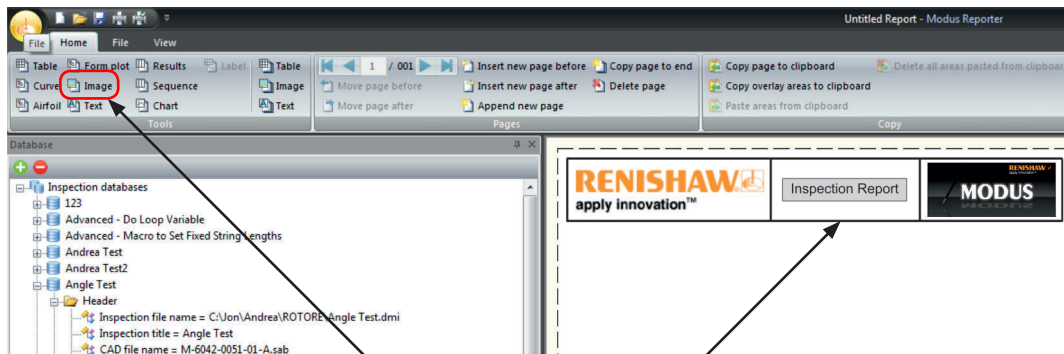 Untitled Report - Modus Reporter
File
Home File View
Table Form plot Results Label Table
Curve Image Sequence Image
Airfoil Text Chart Text
Tools
1 / 001 Insert new page before Copy page to end
Move page before Insert new page after Delete page
Move page after Append new page
Pages
Copy page to clipboard Delete all areas pasted from clipboar
Copy overlay areas to clipboard
Paste areas from clipboard
Copy
Database
Inspection databases
123
Advanced - Do Loop Variable
Advanced - Macro to Set Fixed String Lengths
Andrea Test
Andrea Test2
Angle Test
Header
Inspection file name = C:\Jon\Andrea\ROTORE\Angle Test.dmi
Inspection title = Angle Test
CAD file name = M-6042-0051-01-A.sab
RENISHAW
apply innovation™
Inspection Report
RENISHAW
apply innovation
MODUS